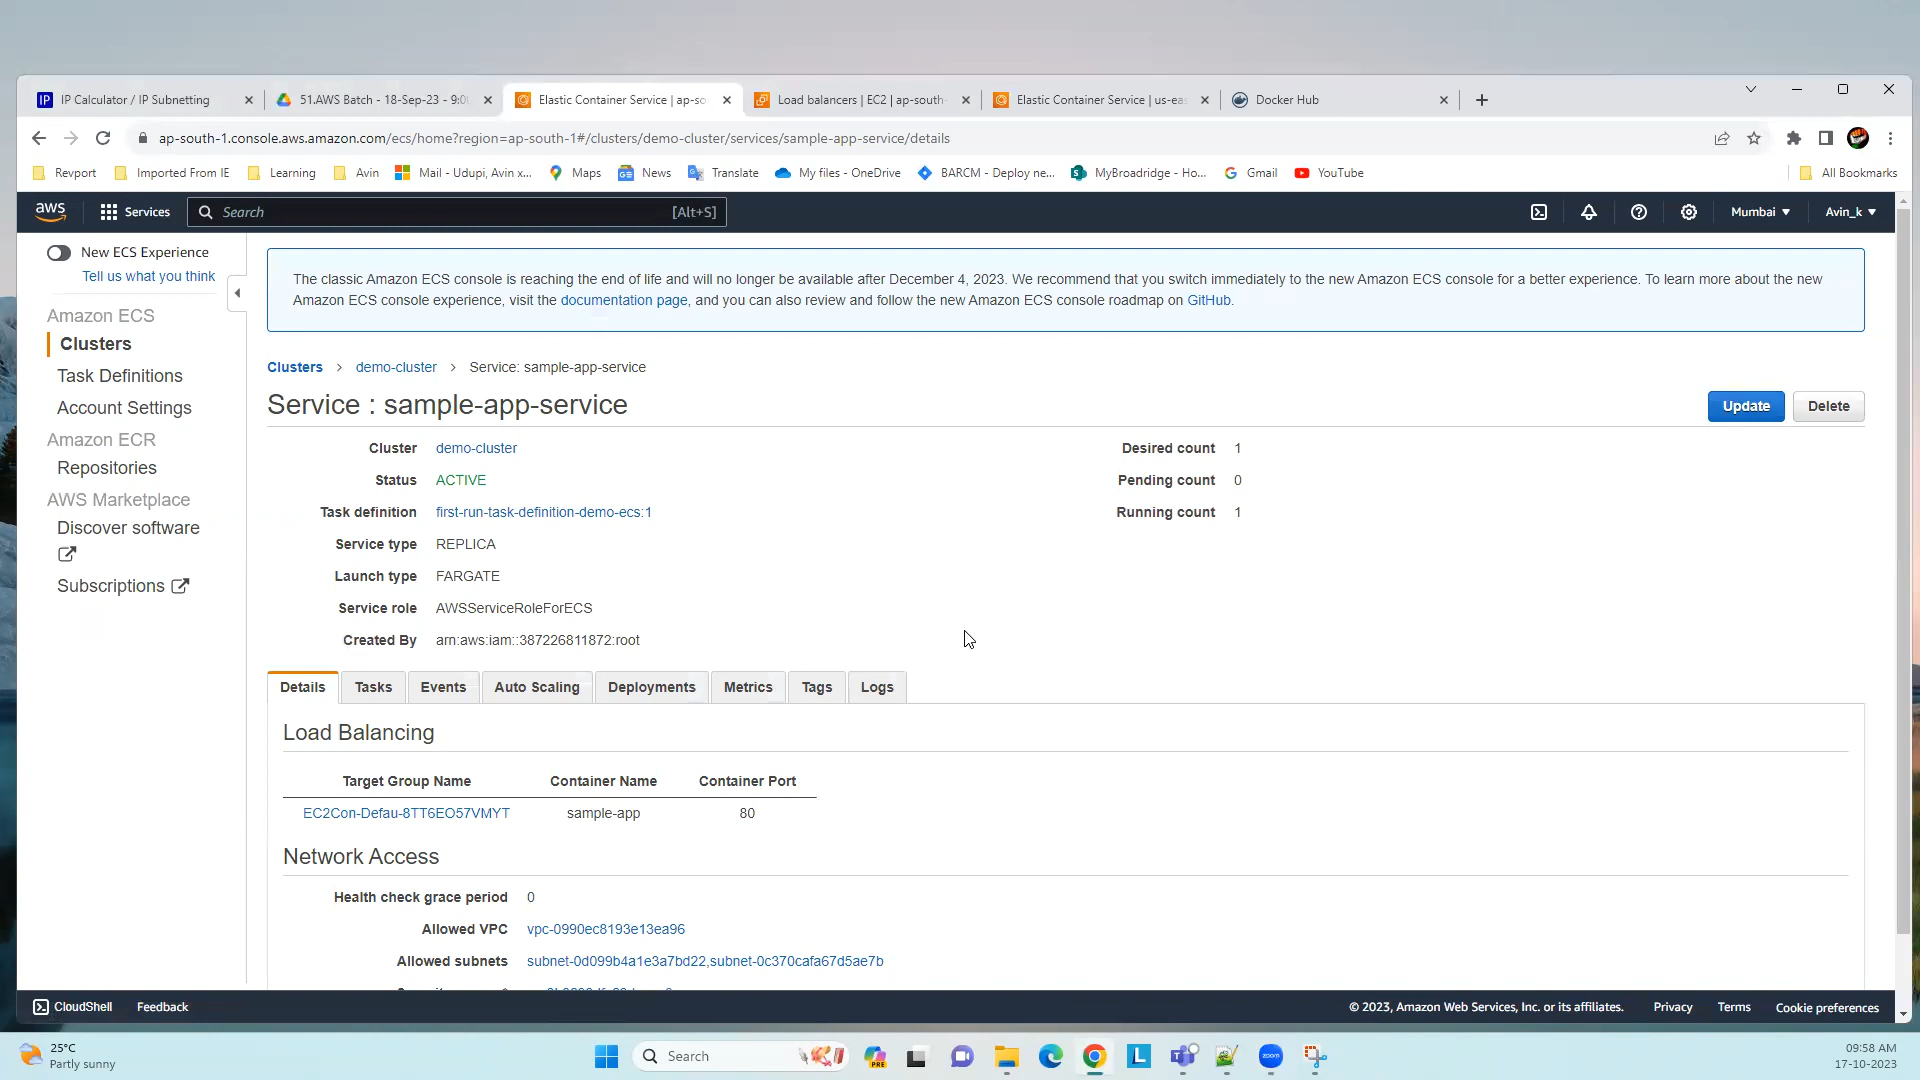 IP Calculator / IP Subnetting
51.AWS Batch - 18-Sep-23 - 9:0
Elastic Container Service | ap-so
Load balancers | EC2 | ap-south-
Elastic Container Service | us-eas
Docker Hub
ap-south-1.console.aws.amazon.com/ecs/home?region=ap-south-1#/clusters/demo-cluster/services/sample-app-service/details
Revport
Imported From IE
Learning
Avin
Mail - Udupi, Avin x...
Maps
News
Translate
My files - OneDrive
BARCM - Deploy ne...
MyBroadridge - Ho...
Gmail
YouTube
All Bookmarks
aws
Services
Search
[Alt+S]
Mumbai
Avin_k
New ECS Experience
Tell us what you think
Amazon ECS
Clusters
Task Definitions
Account Settings
Amazon ECR
Repositories
AWS Marketplace
Discover software
Subscriptions
The classic Amazon ECS console is reaching the end of life and will no longer be available after December 4, 2023. We recommend that you switch immediately to the new Amazon ECS console for a better experience. To learn more about the new
Amazon ECS console experience, visit the documentation page, and you can also review and follow the new Amazon ECS console roadmap on GitHub.
Clusters > demo-cluster > Service: sample-app-service
Service : sample-app-service
Update
Delete
Cluster demo-cluster
Status ACTIVE
Task definition first-run-task-definition-demo-ecs:1
Service type REPLICA
Launch type FARGATE
Service role AWSServiceRoleForECS
Created By arn:aws:iam::387226811872:root
Desired count 1
Pending count 0
Running count 1
Details
Tasks
Events
Auto Scaling
Deployments
Metrics
Tags
Logs
Load Balancing
Target Group Name Container Name Container Port
EC2Con-Defau-8TT6EO57VMYT sample-app 80
Network Access
Health check grace period 0
Allowed VPC vpc-0990ec8193e13ea96
Allowed subnets subnet-0d099b4a1e3a7bd22,subnet-0c370cafa67d5ae7b
CloudShell
Feedback
© 2023, Amazon Web Services, Inc. or its affiliates.
Privacy
Terms
Cookie preferences
25°C
Partly sunny
Search
PRE
L
zoom
09:58 AM
17-10-2023